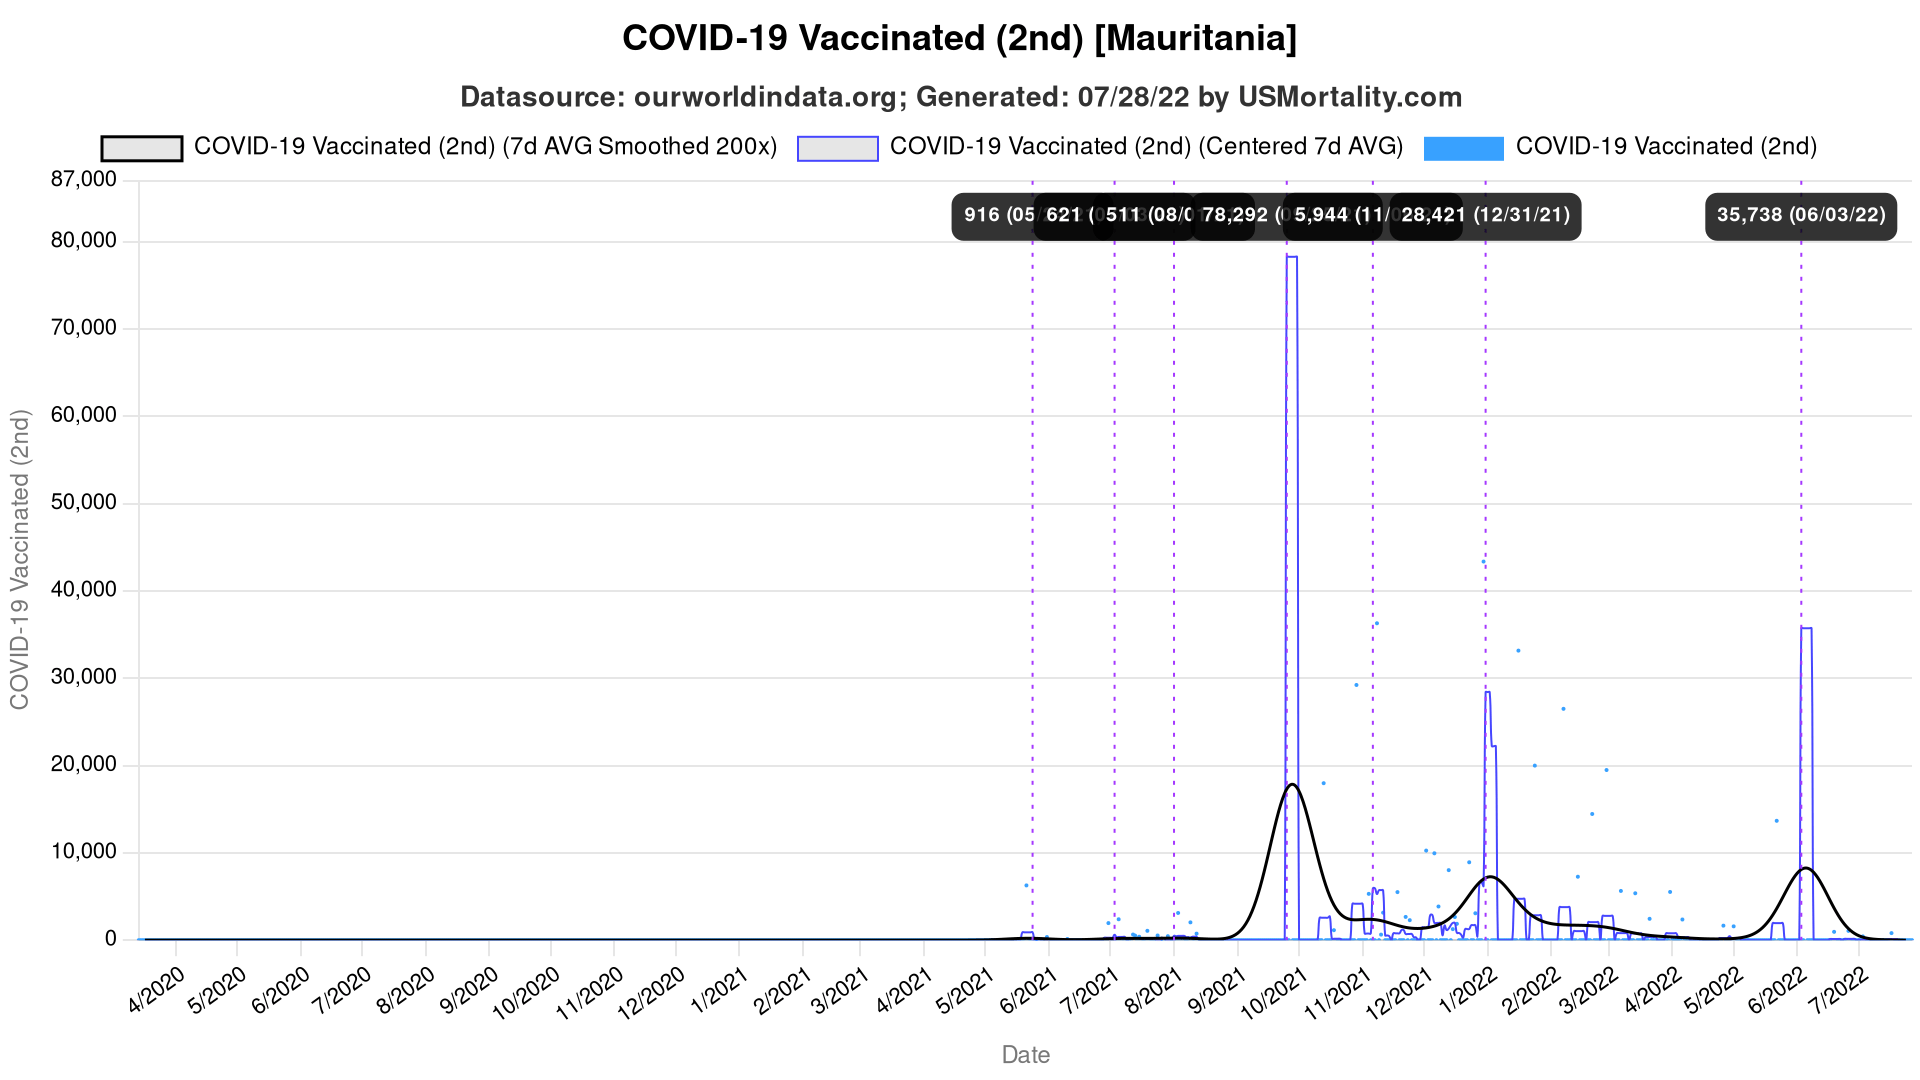 COVID-19 Vaccinated (2nd) [Mauritania]
Datasource: ourworldindata.org; Generated: 07/28/22 by USMortality.com
COVID-19 Vaccinated (2nd) (7d AVG Smoothed 200x) COVID-19 Vaccinated (2nd) (Centered 7d AVG) COVID-19 Vaccinated (2nd)
916 (05/ 621 ( 511 (08/0 78,292 ( 5,944 (11/0 28,421 (12/31/21) 35,738 (06/03/22)
87,000
80,000
70,000
60,000
50,000
40,000
30,000
20,000
10,000
0
COVID-19 Vaccinated (2nd)
4/2020 5/2020 6/2020 7/2020 8/2020 9/2020 10/2020 11/2020 12/2020 1/2021 2/2021 3/2021 4/2021 5/2021 6/2021 7/2021 8/2021 9/2021 10/2021 11/2021 12/2021 1/2022 2/2022 3/2022 4/2022 5/2022 6/2022 7/2022
Date